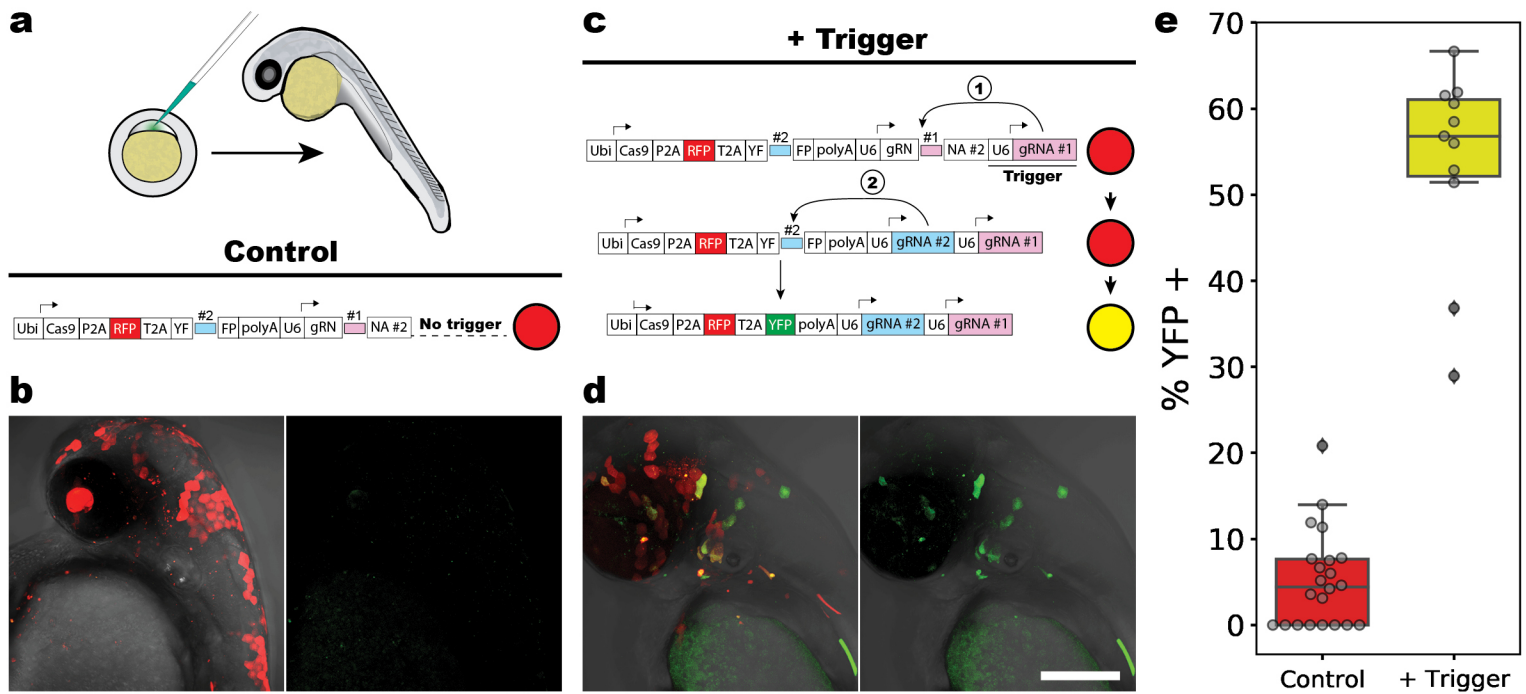 a
Control
Ubi Cas9 P2A RFP T2A YF #2 FP polyA U6 gRN #1 NA #2 No trigger
b
c
+ Trigger
1
Ubi Cas9 P2A RFP T2A YF #2 FP polyA U6 gRN #1 NA #2 U6 gRNA #1
Trigger
2
Ubi Cas9 P2A RFP T2A YF #2 FP polyA U6 gRNA #2 U6 gRNA #1
Ubi Cas9 P2A RFP T2A YFP polyA U6 gRNA #2 U6 gRNA #1
d
e
% YFP +
70
60
50
40
30
20
10
0
Control + Trigger